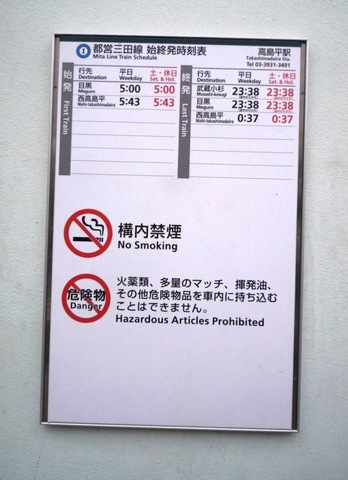 都営三田線 始終発時刻表
Mita Line Train Schedule
高島平駅
Takashimadaira Sta.
Tel 03-3931-3491
始発 First Train
行先 Destination 平日 Weekday 土・休日 Sat. & Hol.
目黒 Meguro 5:00 5:00
西高島平 Nishi-takashimadaira 5:43 5:43
終発 Last Train
行先 Destination 平日 Weekday 土・休日 Sat. & Hol.
武蔵小杉 Musashi-kosugi 23:38 23:38
目黒 Meguro 23:38 23:38
西高島平 Nishi-takashimadaira 0:37 0:37
構内禁煙
No Smoking
危険物
Danger
火薬類、多量のマッチ、揮発油、
その他危険物品を車内に持ち込む
ことはできません。
Hazardous Articles Prohibited